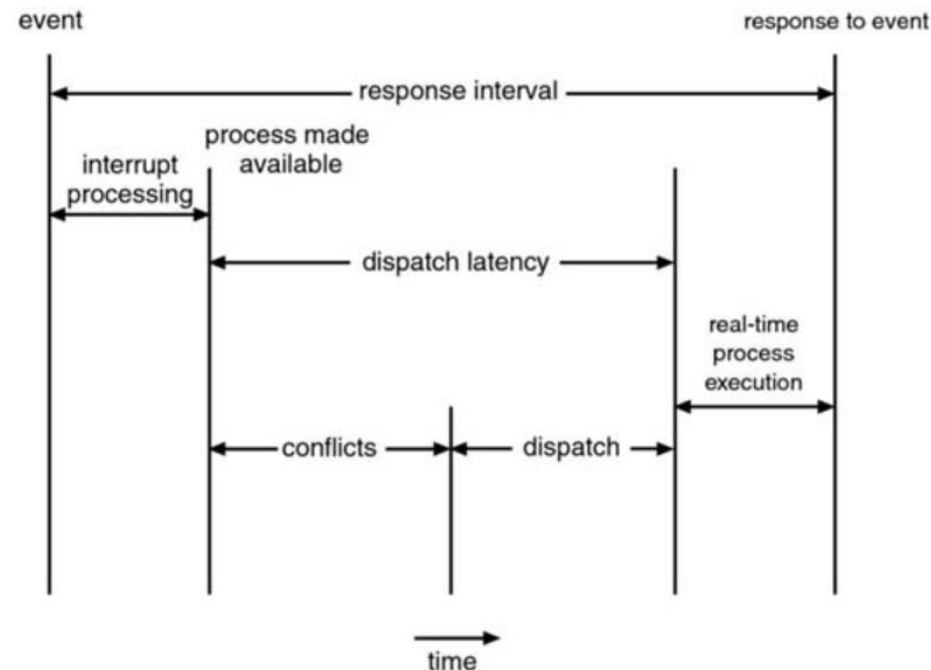 event
response to event
response interval
process made
available
interrupt
processing
dispatch latency
real-time
process
execution
conflicts
dispatch
time